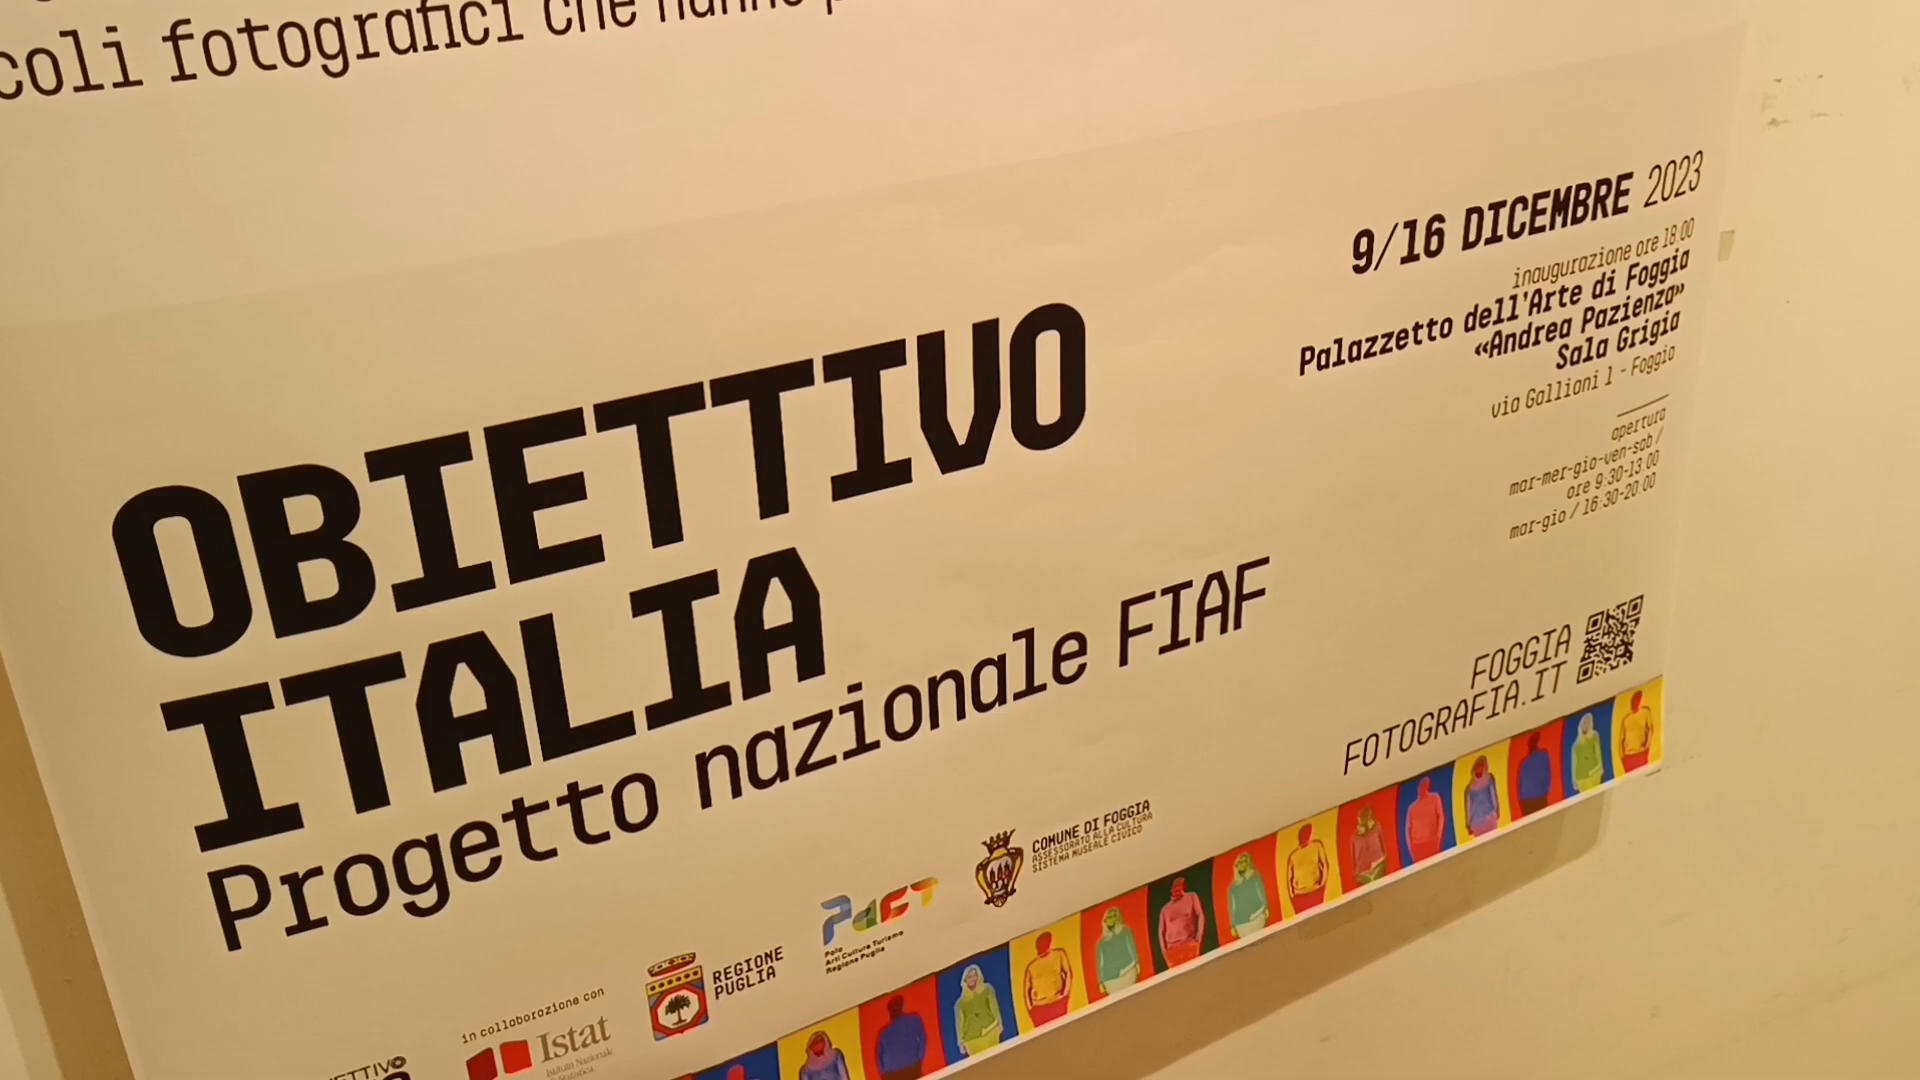 coli fotografici che hanno
9/16 DICEMBRE 2023
inaugurazione ore 18.00
Palazzetto dell'Arte di Foggia
«Andrea Pazienza»
Sala Grigia
via Gallioni 1 - Foggia
apertura
mar-mer-gio-ven-sab /
ore 9:30-13.00
mar-gio / 16:30-20.00
OBIETTIVO
ITALIA
Progetto nazionale FIAF
FOGGIA
FOTOGRAFIA.IT
COMUNE DI FOGGIA
ASSESSORATO ALLA CULTURA
SISTEMA MUSEALE CIVICO
PACT
Polo
Arti Cultura Turismo
Regione Puglia
REGIONE
PUGLIA
in collaborazione con
Istat
Istituto Nazionale